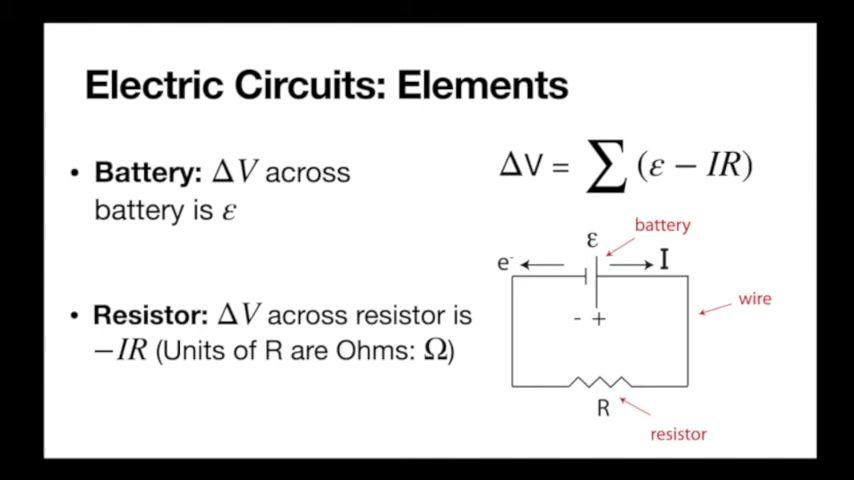 Electric Circuits: Elements
• Battery: ΔV across
battery is ε
• Resistor: ΔV across resistor is
−IR (Units of R are Ohms: Ω)
ΔV = ∑ (ε − IR)
battery
ε
e⁻
I
wire
- +
R
resistor